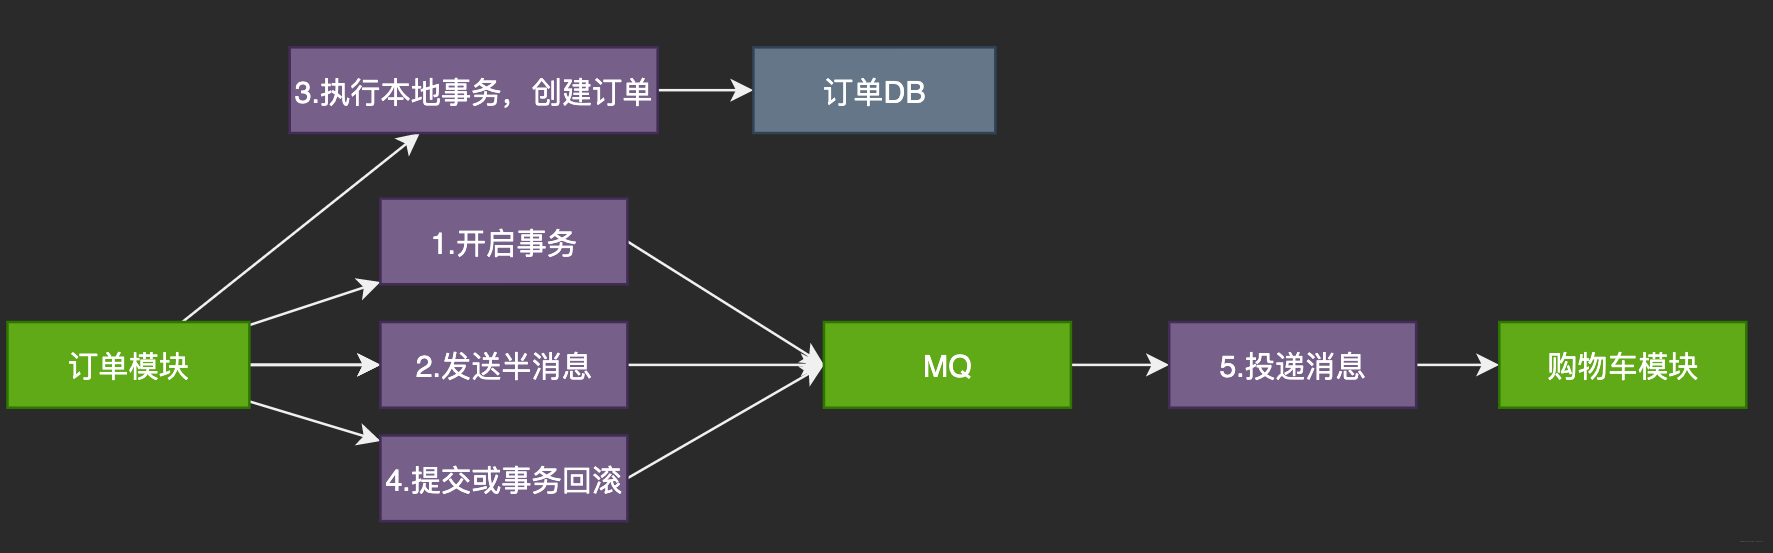 3.执行本地事务，创建订单
订单DB
1.开启事务
订单模块
2.发送半消息
MQ
5.投递消息
购物车模块
4.提交或事务回滚